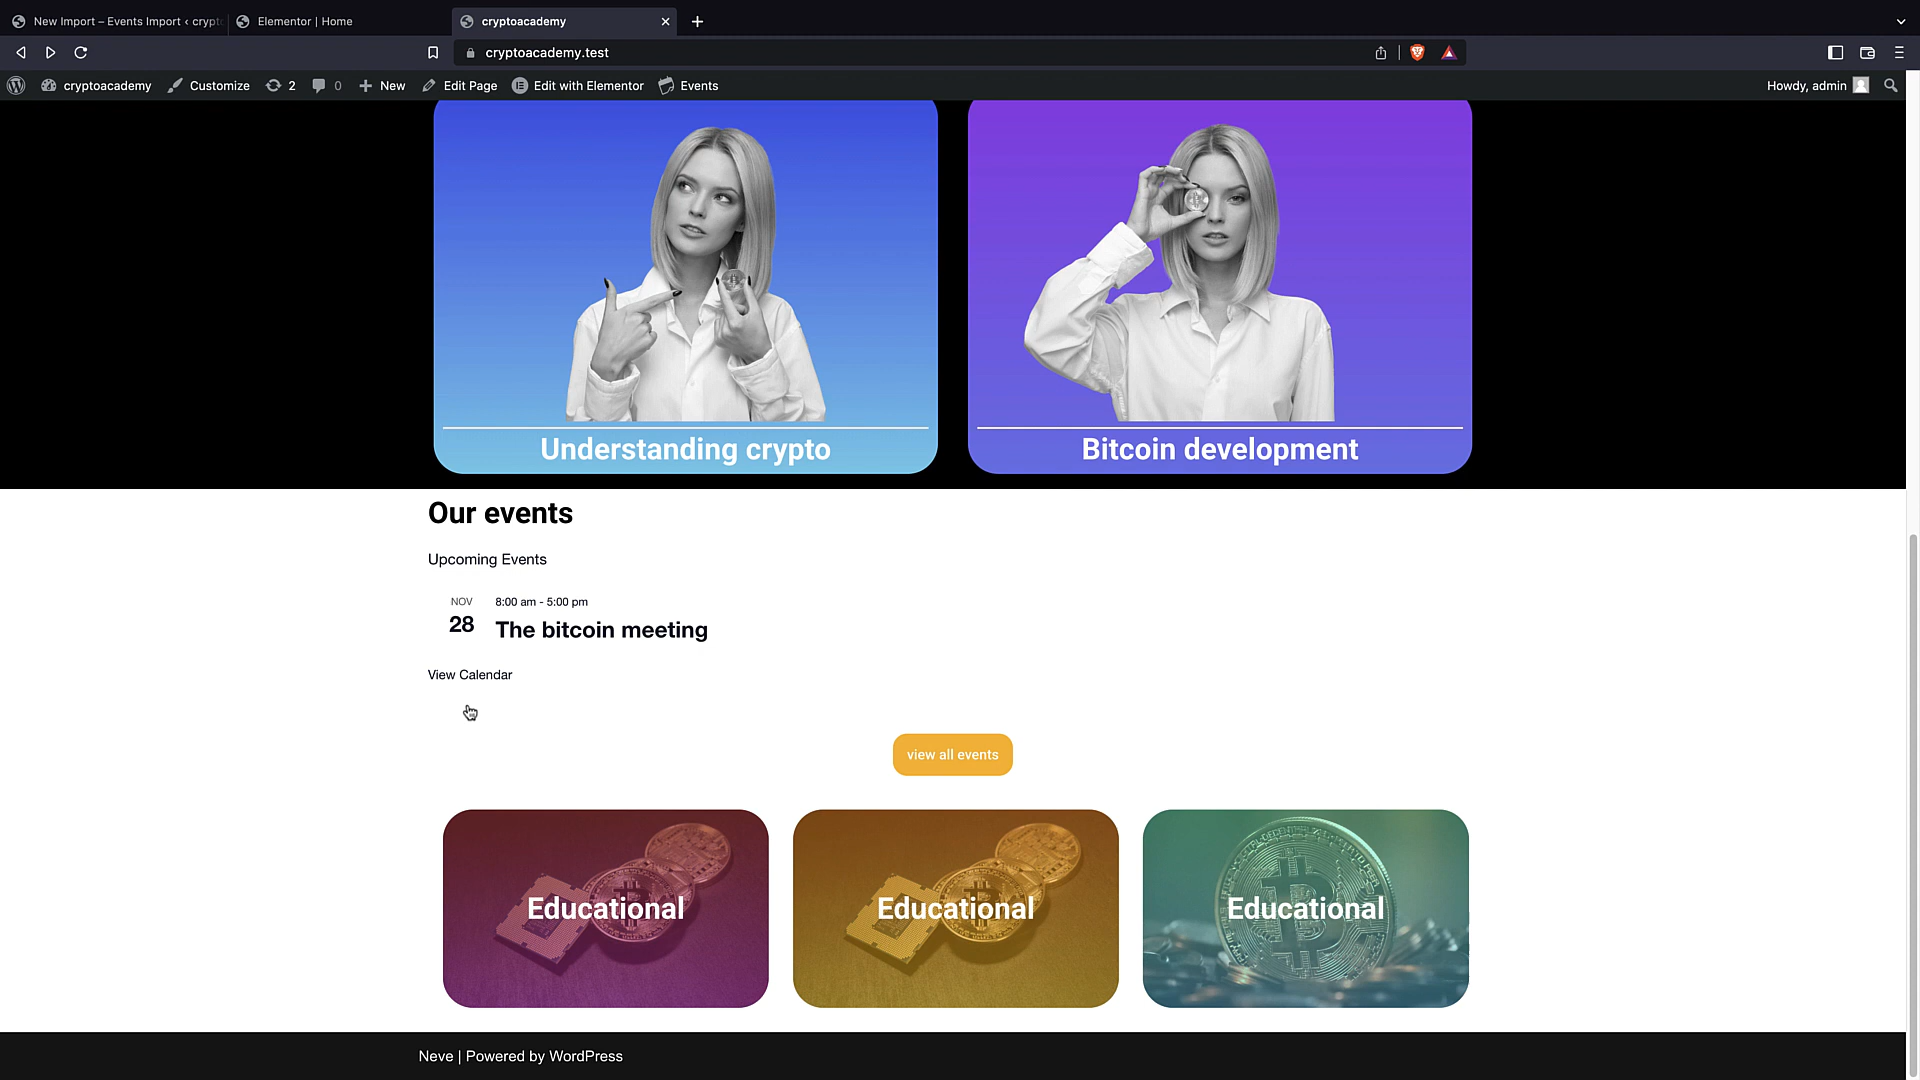 New Import – Events Import ‹ crypt
Elementor | Home
cryptoacademy
cryptoacademy.test
cryptoacademy
Customize
2
0
New
Edit Page
Edit with Elementor
Events
Howdy, admin
Understanding crypto
Bitcoin development
Our events
Upcoming Events
NOV
8:00 am - 5:00 pm
28
The bitcoin meeting
View Calendar
view all events
Educational
Educational
Educational
Neve | Powered by WordPress